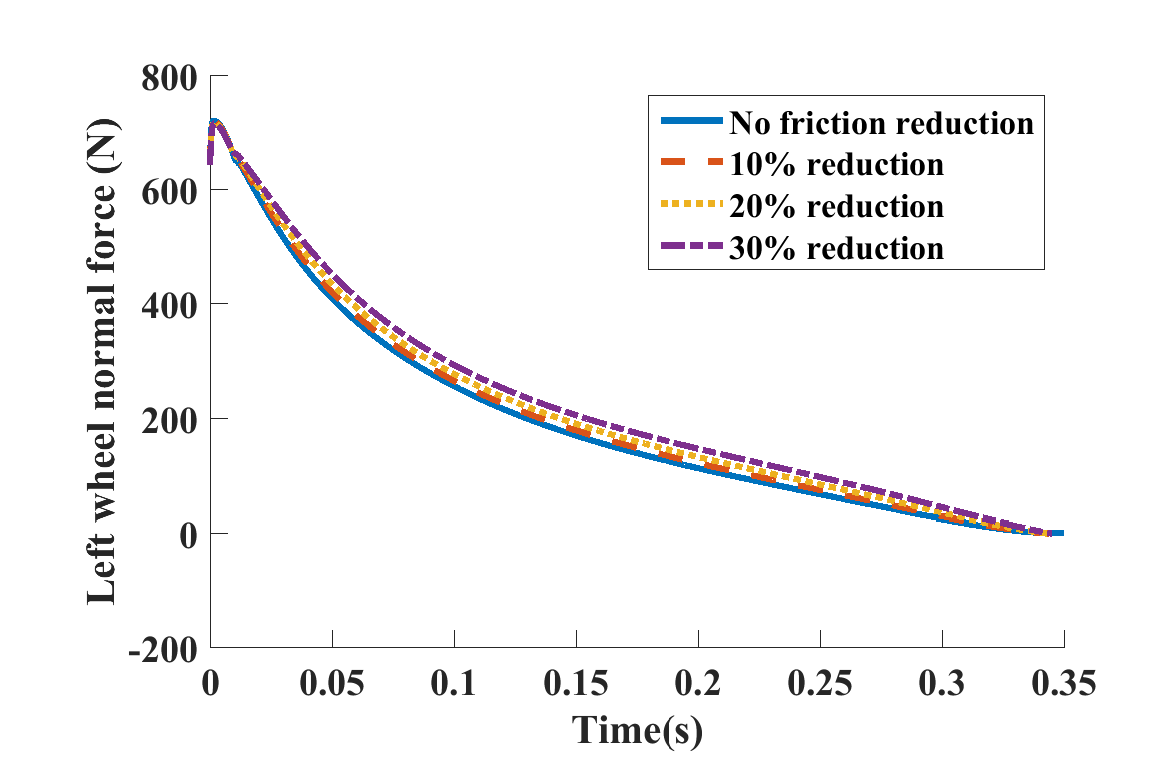 800
600
400
200
0
-200
0
0.05
0.1
0.15
0.2
0.25
0.3
0.35
Left wheel normal force (N)
Time(s)
No friction reduction
10% reduction
20% reduction
30% reduction